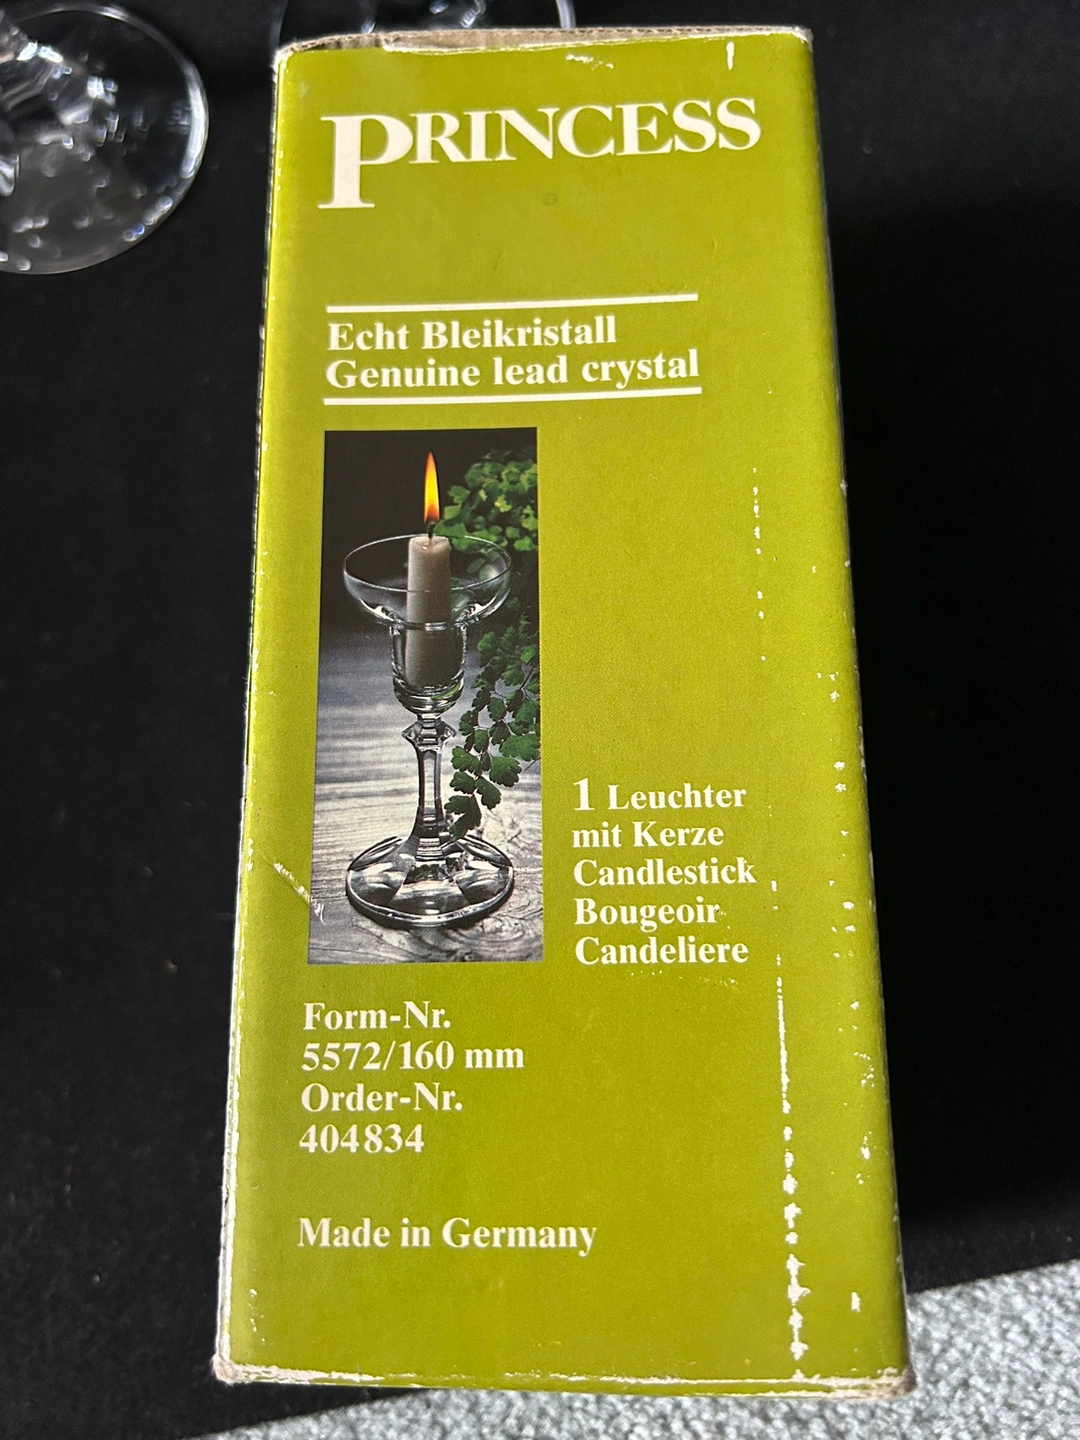 PRINCESS
Echt Bleikristall
Genuine lead crystal
1 Leuchter
mit Kerze
Candlestick
Bougeoir
Candeliere
Form-Nr.
5572/160 mm
Order-Nr.
404834
Made in Germany